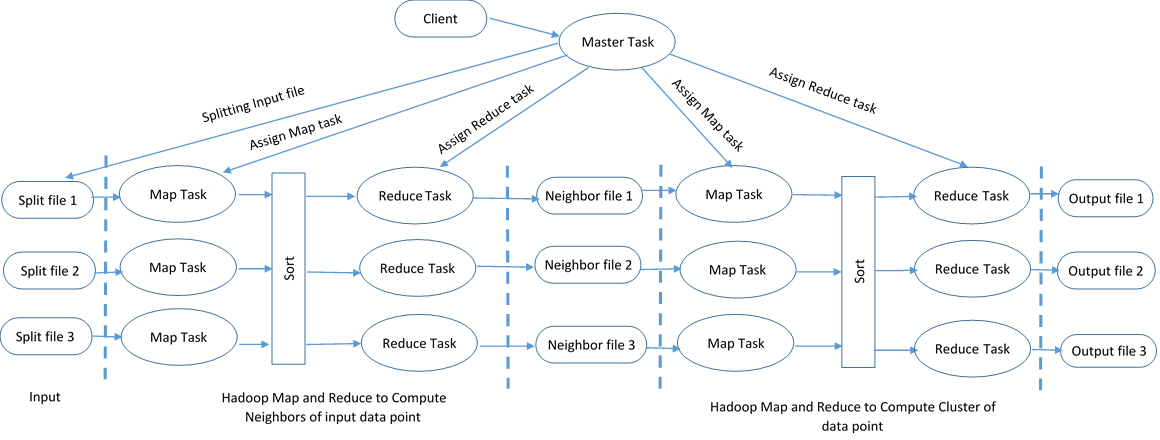 Client
Master Task
Splitting Input file
Assign Map task
Assign Reduce task
Assign Map task
Assign Reduce task
Split file 1
Map Task
Reduce Task
Neighbor file 1
Map Task
Reduce Task
Output file 1
Split file 2
Map Task
Sort
Reduce Task
Neighbor file 2
Map Task
Sort
Reduce Task
Output file 2
Split file 3
Map Task
Reduce Task
Neighbor file 3
Map Task
Reduce Task
Output file 3
Input
Hadoop Map and Reduce to Compute
Neighbors of input data point
Hadoop Map and Reduce to Compute Cluster of
data point